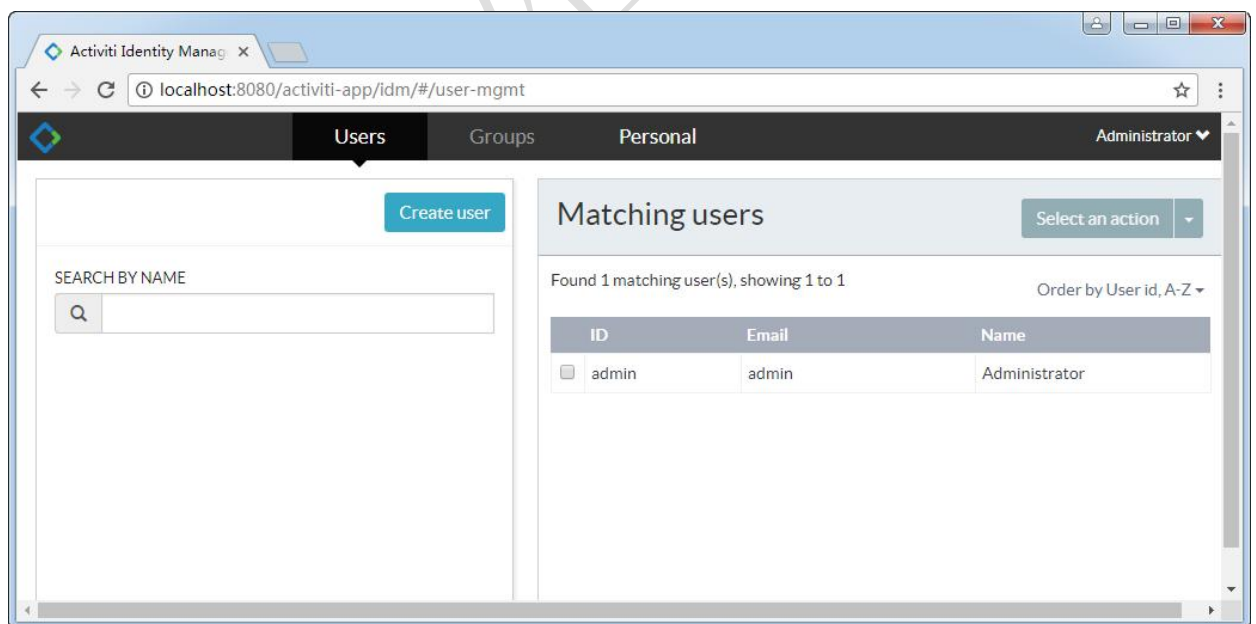 Activiti Identity Manag
localhost:8080/activiti-app/idm/#/user-mgmt
Users Groups Personal Administrator
Create user
Matching users
Select an action
SEARCH BY NAME
Found 1 matching user(s), showing 1 to 1
Order by User id, A-Z
ID Email Name
admin admin Administrator